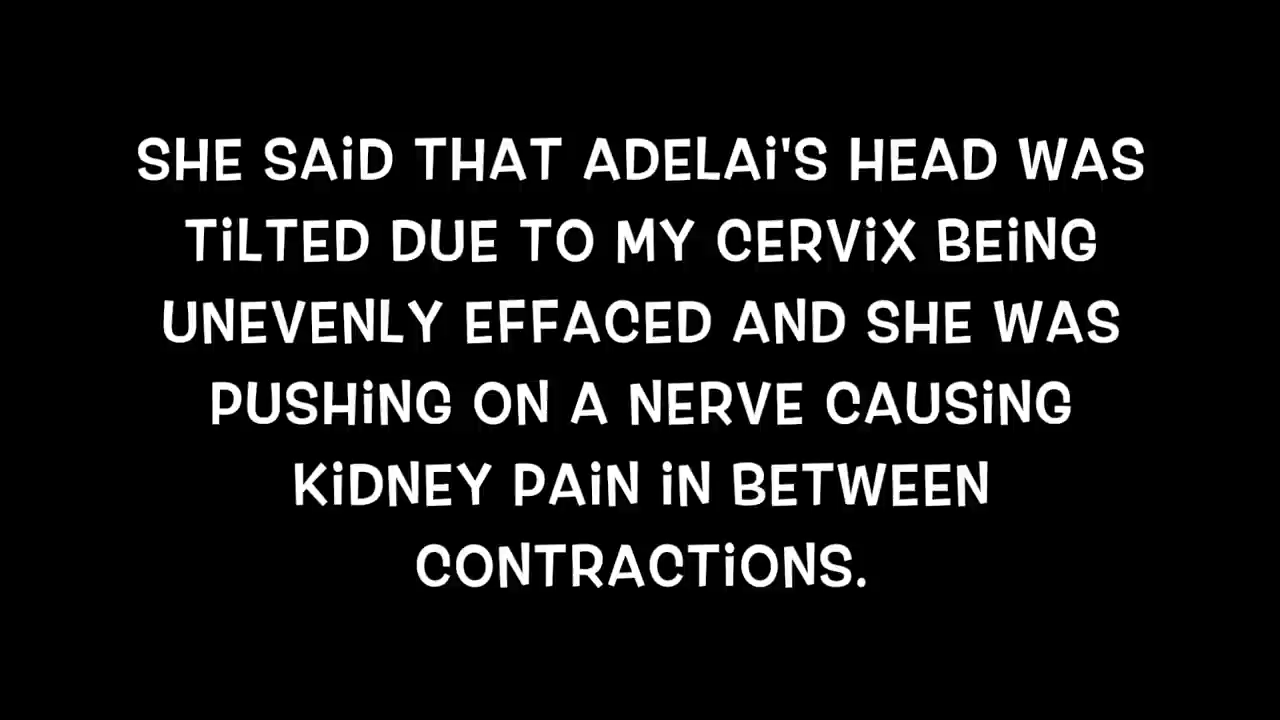 SHE SAiD THAT ADELAi'S HEAD WAS
TiLTED DUE TO MY CERViX BEiNG
UNEVENLY EFFACED AND SHE WAS
PUSHiNG ON A NERVE CAUSiNG
KiDNEY PAiN iN BETWEEN
CONTRACTiONS.